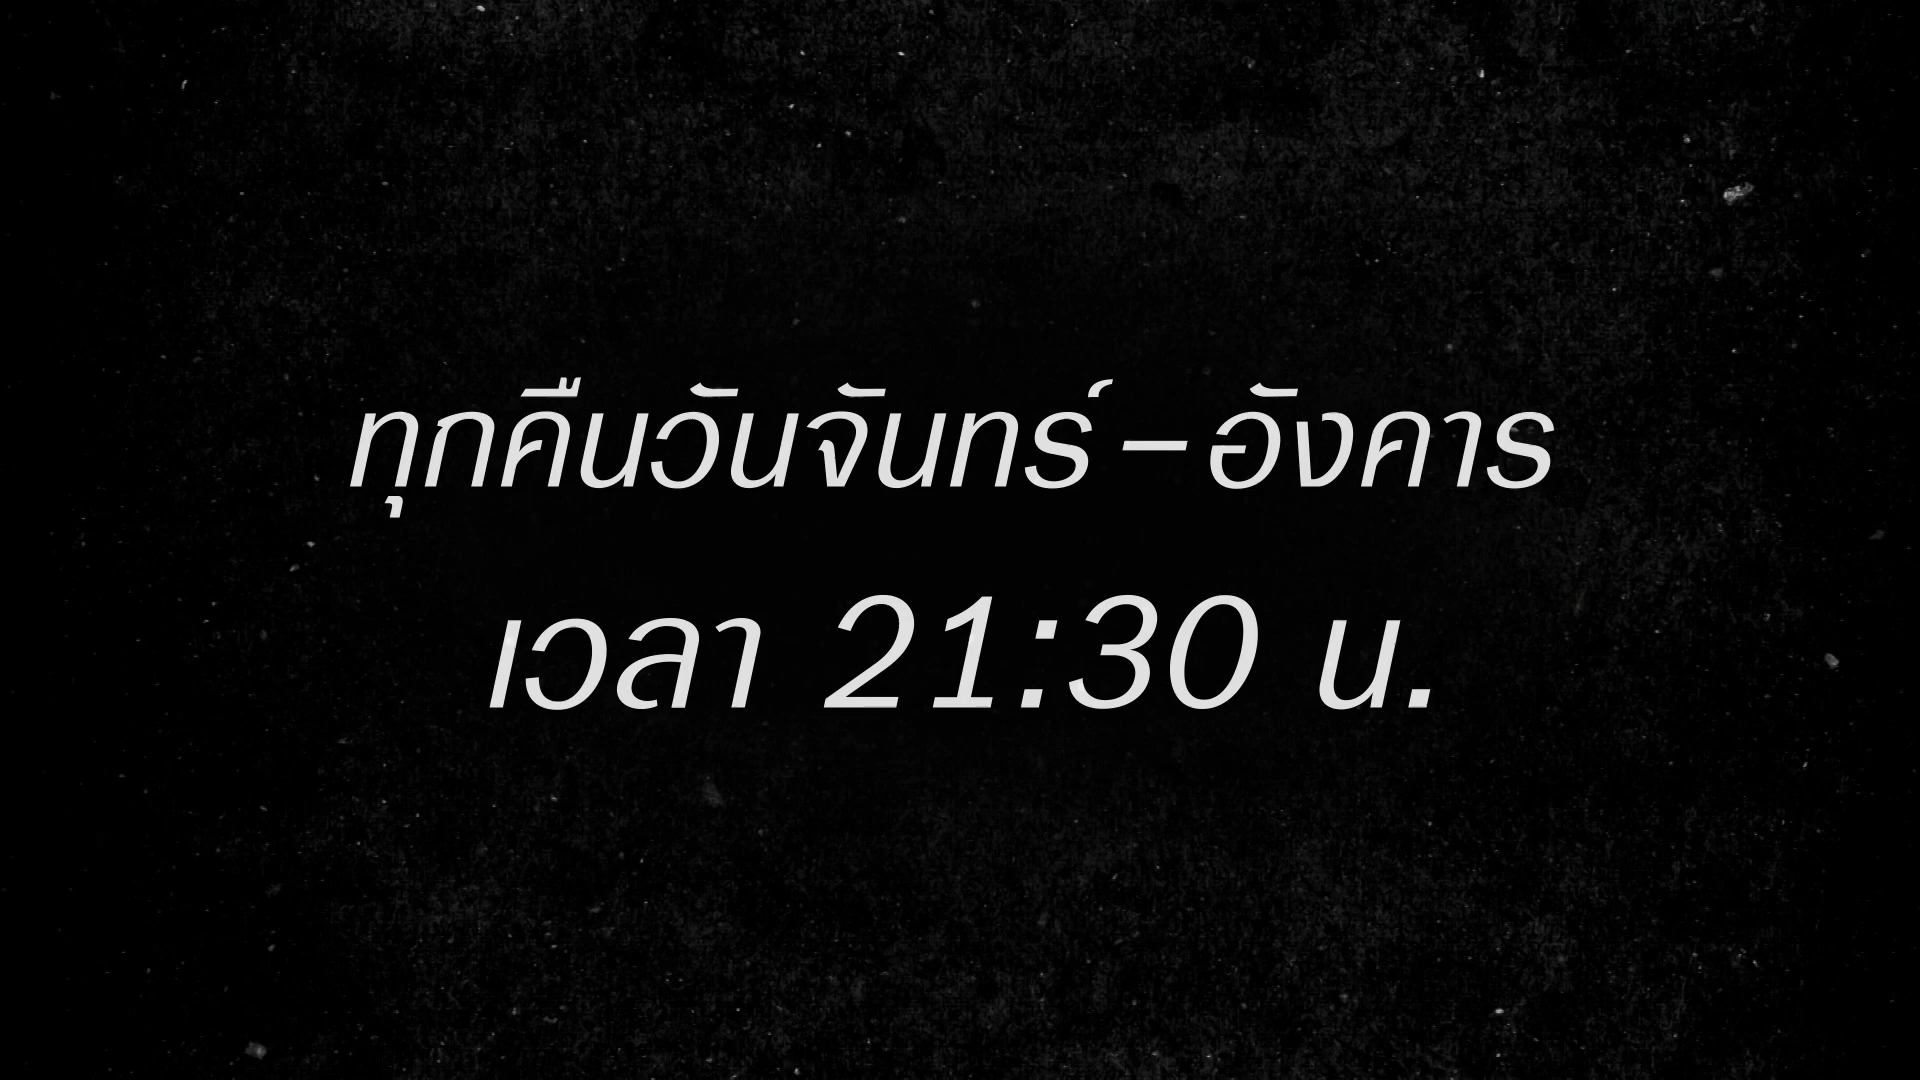 ทุกคืนวันจันทร์ – อังคาร
เวลา 21:30 น.